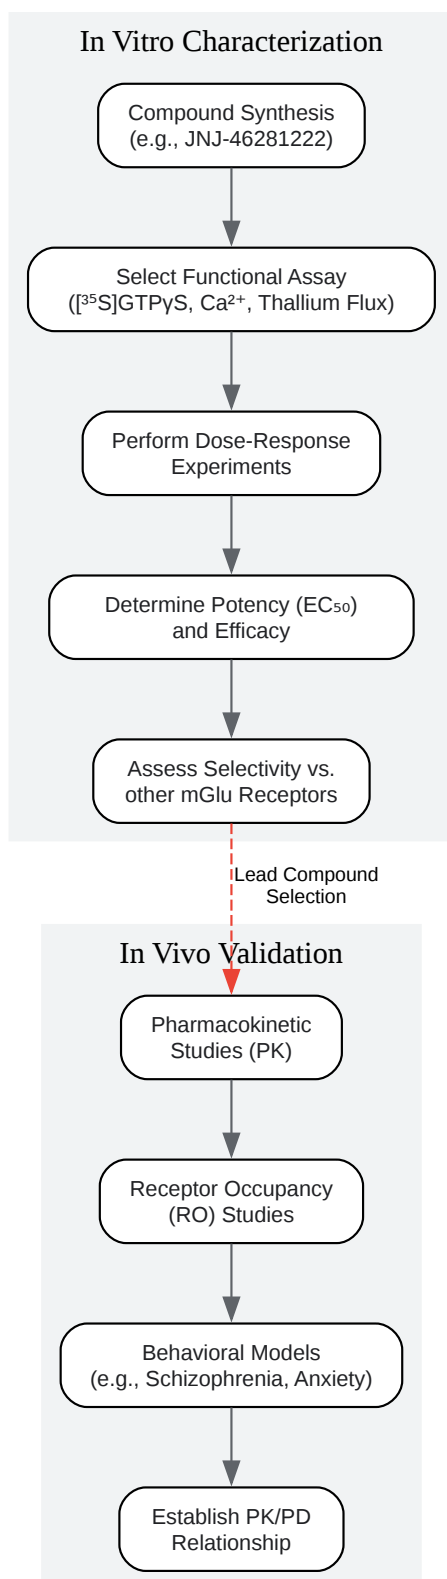 In Vitro Characterization
Compound Synthesis
(e.g., JNJ-46281222)
Select Functional Assay
([³⁵S]GTPγS, Ca²⁺, Thallium Flux)
Perform Dose-Response
Experiments
Determine Potency (EC₅₀)
and Efficacy
Assess Selectivity vs.
other mGlu Receptors
Lead Compound
Selection
In Vivo Validation
Pharmacokinetic
Studies (PK)
Receptor Occupancy
(RO) Studies
Behavioral Models
(e.g., Schizophrenia, Anxiety)
Establish PK/PD
Relationship